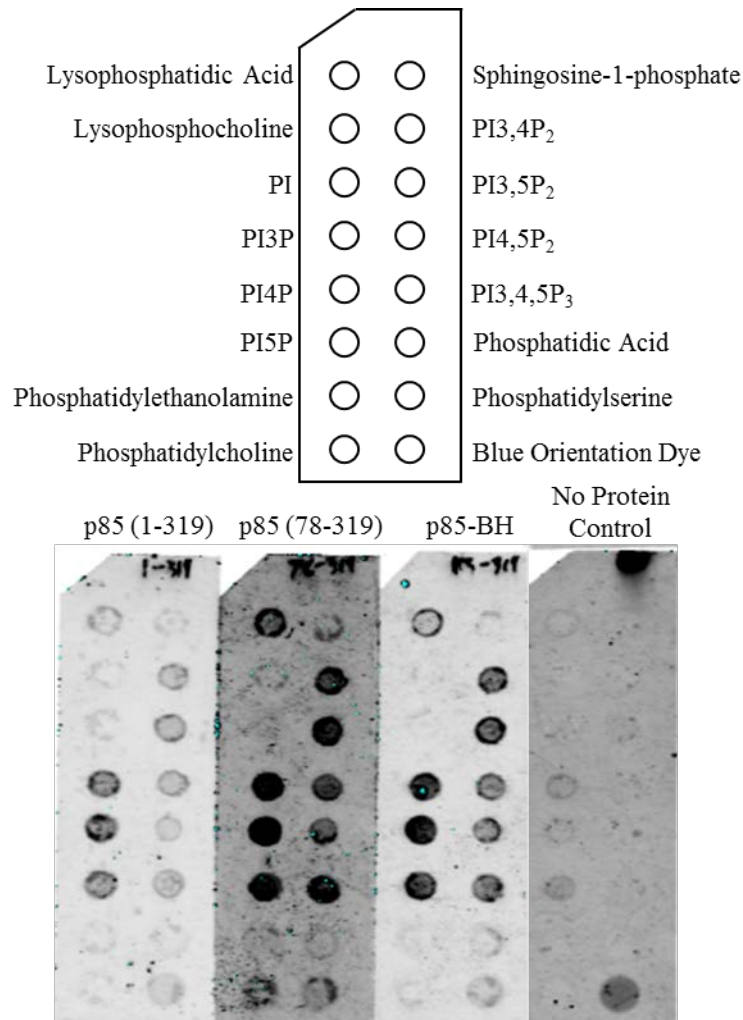 Lysophosphatidic Acid Sphingosine-1-phosphate
Lysophosphocholine PI3,4P₂
PI PI3,5P₂
PI3P PI4,5P₂
PI4P PI3,4,5P₃
PI5P Phosphatidic Acid
Phosphatidylethanolamine Phosphatidylserine
Phosphatidylcholine Blue Orientation Dye
No Protein
p85 (1-319) p85 (78-319) p85-BH Control
1-319 78-319